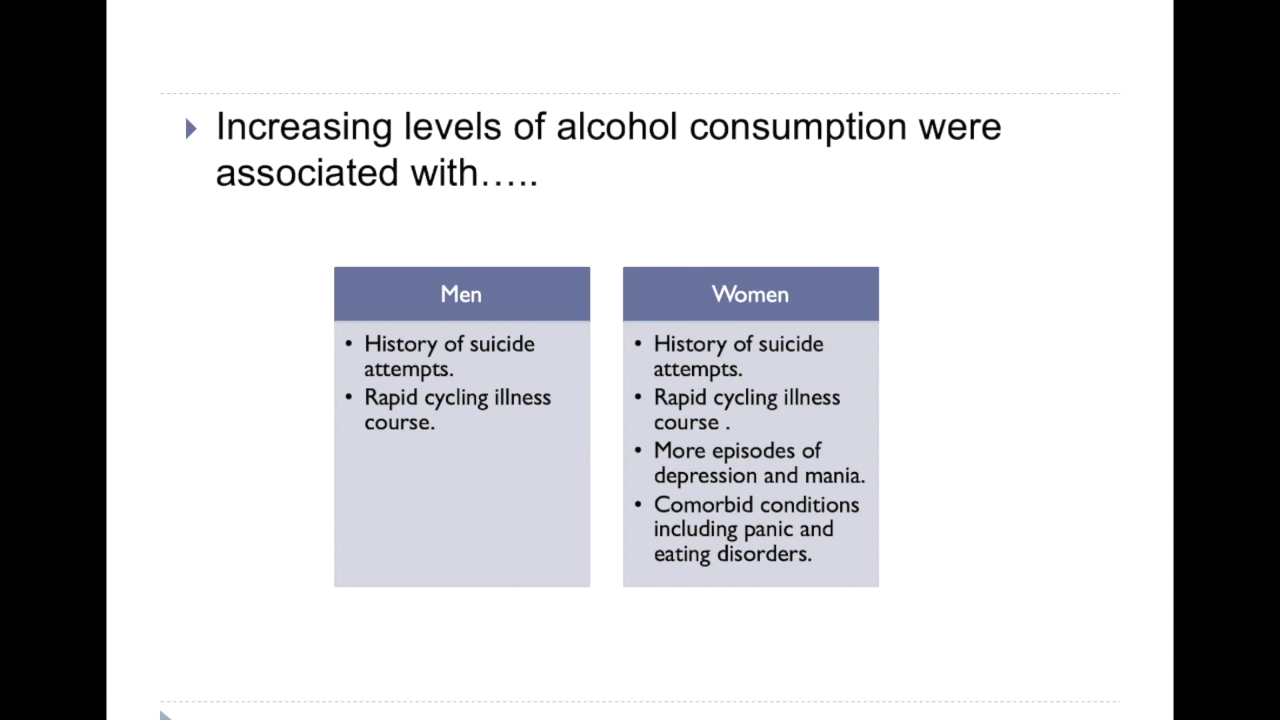 Increasing levels of alcohol consumption were
associated with.....
Men
• History of suicide
attempts.
• Rapid cycling illness
course.
Women
• History of suicide
attempts.
• Rapid cycling illness
course .
• More episodes of
depression and mania.
• Comorbid conditions
including panic and
eating disorders.